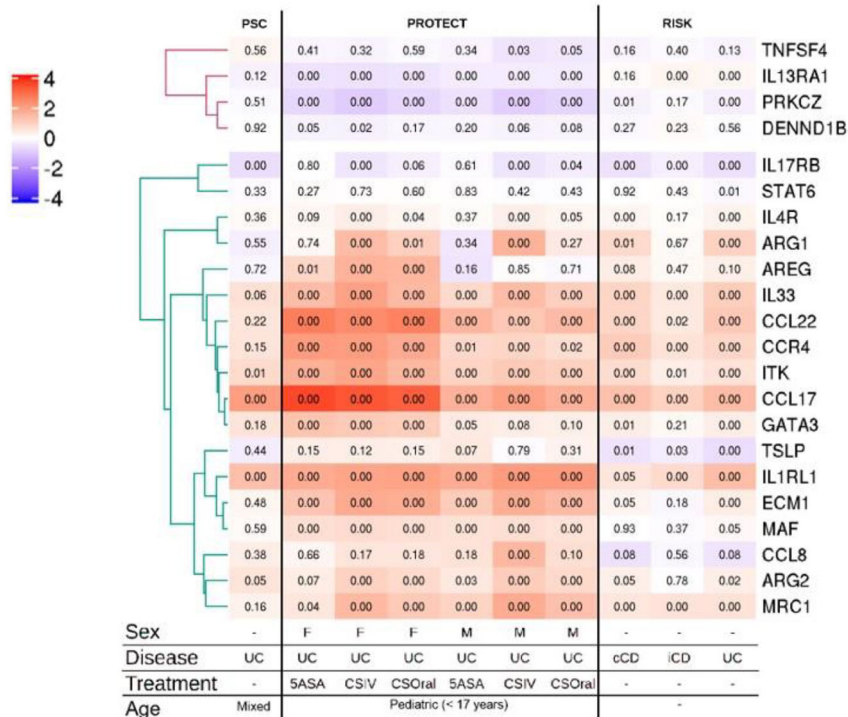 PSC PROTECT RISK
0.56 0.41 0.32 0.59 0.34 0.03 0.05 0.16 0.40 0.13 TNFSF4
0.12 0.00 0.00 0.00 0.00 0.00 0.00 0.16 0.00 0.00 IL13RA1
4
0.51 0.00 0.00 0.00 0.00 0.00 0.00 0.01 0.17 0.00 PRKCZ
2
0.92 0.05 0.02 0.17 0.20 0.06 0.08 0.27 0.23 0.56 DENND1B
0
0.00 0.80 0.00 0.06 0.61 0.00 0.04 0.00 0.00 0.00 IL17RB
-2
0.33 0.27 0.73 0.60 0.83 0.42 0.43 0.92 0.43 0.01 STAT6
-4
0.36 0.09 0.00 0.04 0.37 0.00 0.05 0.00 0.17 0.00 IL4R
0.55 0.74 0.00 0.01 0.34 0.00 0.27 0.01 0.67 0.00 ARG1
0.72 0.01 0.00 0.00 0.16 0.85 0.71 0.08 0.47 0.10 AREG
0.06 0.00 0.00 0.00 0.00 0.00 0.00 0.00 0.00 0.00 IL33
0.22 0.00 0.00 0.00 0.00 0.00 0.00 0.00 0.02 0.00 CCL22
0.15 0.00 0.00 0.00 0.01 0.00 0.02 0.00 0.00 0.00 CCR4
0.01 0.00 0.00 0.00 0.00 0.00 0.00 0.00 0.01 0.00 ITK
0.00 0.00 0.00 0.00 0.00 0.00 0.00 0.00 0.00 0.00 CCL17
0.18 0.00 0.00 0.00 0.05 0.08 0.10 0.01 0.21 0.00 GATA3
0.44 0.15 0.12 0.15 0.07 0.79 0.31 0.01 0.03 0.00 TSLP
0.00 0.00 0.00 0.00 0.00 0.00 0.00 0.05 0.00 0.00 IL1RL1
0.48 0.00 0.00 0.00 0.00 0.00 0.00 0.05 0.18 0.00 ECM1
0.59 0.00 0.00 0.00 0.00 0.00 0.00 0.93 0.37 0.05 MAF
0.38 0.66 0.17 0.18 0.18 0.00 0.10 0.08 0.56 0.08 CCL8
0.05 0.07 0.00 0.00 0.03 0.00 0.00 0.05 0.78 0.02 ARG2
0.16 0.04 0.00 0.00 0.00 0.00 0.00 0.00 0.00 0.00 MRC1
Sex - F F F M M M - - -
Disease UC UC UC UC UC UC UC cCD iCD UC
Treatment - 5ASA CSIV CSOral 5ASA CSIV CSOral - - -
Age Mixed Pediatric (< 17 years) -